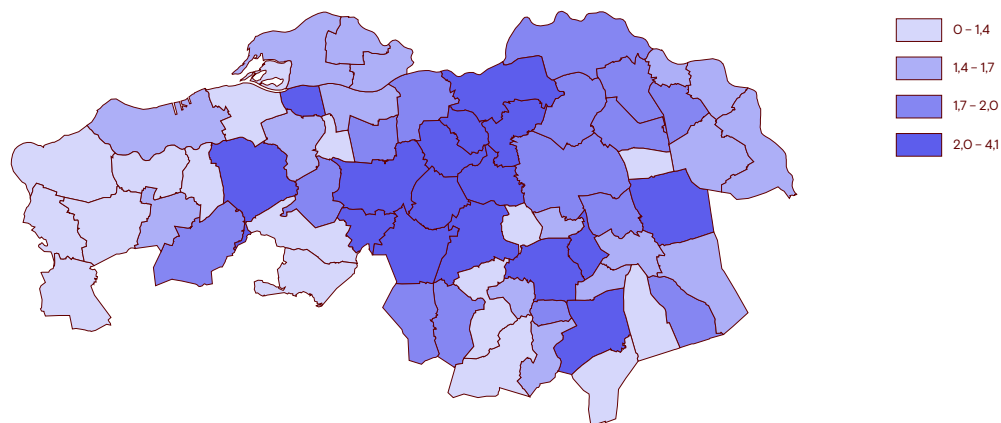 0 – 1,4
1,4 – 1,7
1,7 – 2,0
2,0 – 4,1